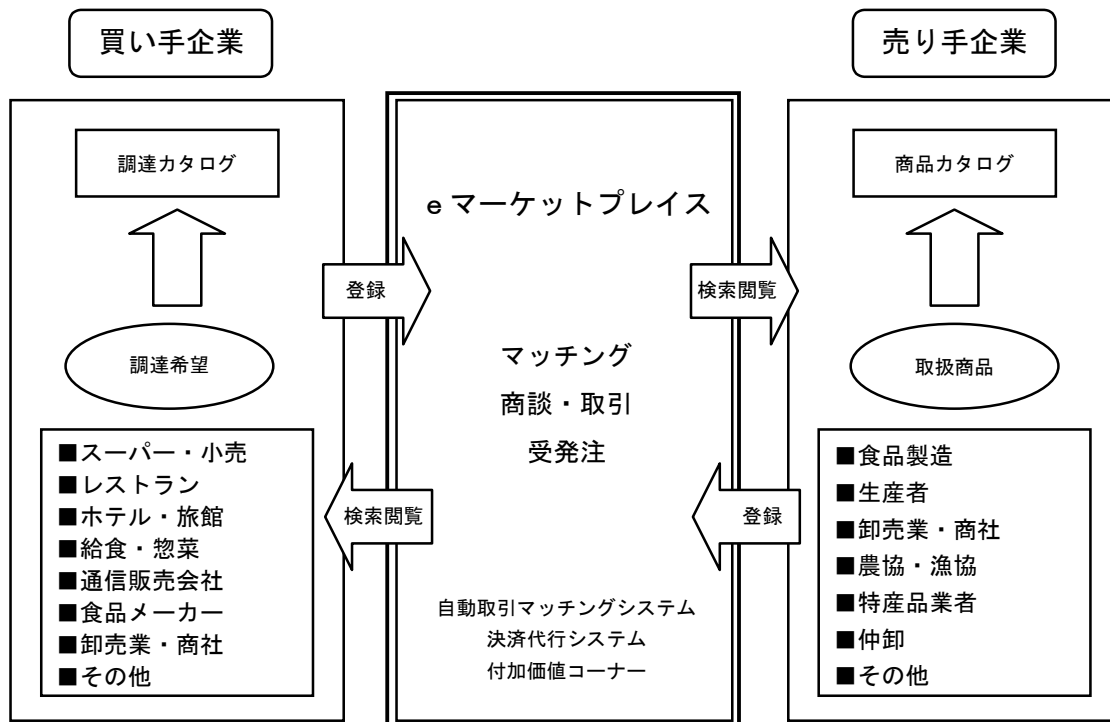 買い手企業
売り手企業
調達カタログ
調達希望
■スーパー・小売
■レストラン
■ホテル・旅館
■給食・惣菜
■通信販売会社
■食品メーカー
■卸売業・商社
■その他
登録
検索閲覧
e マーケットプレイス
マッチング
商談・取引
受発注
自動取引マッチングシステム
決済代行システム
付加価値コーナー
検索閲覧
登録
商品カタログ
取扱商品
■食品製造
■生産者
■卸売業・商社
■農協・漁協
■特産品業者
■仲卸
■その他